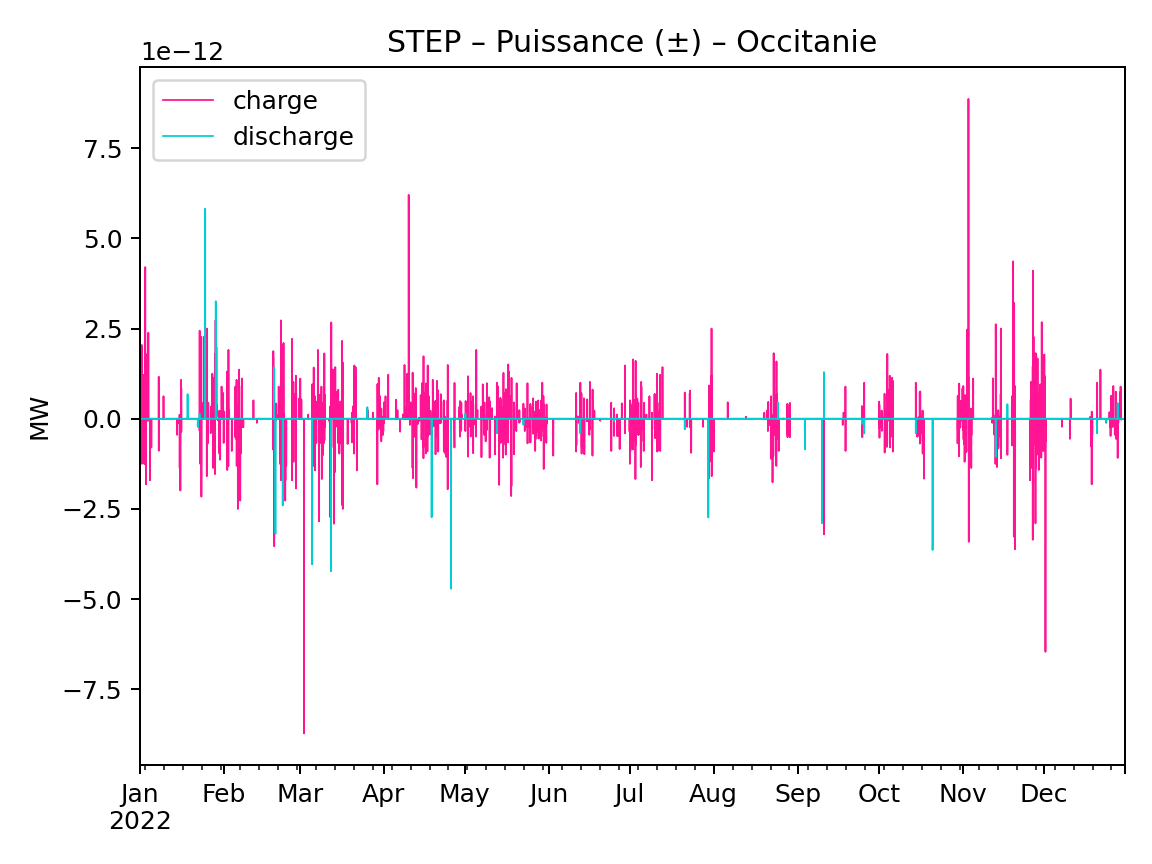 STEP – Puissance (±) – Occitanie
1e−12
charge
discharge
7.5
5.0
2.5
0.0
−2.5
−5.0
−7.5
MW
Jan Feb Mar Apr May Jun Jul Aug Sep Oct Nov Dec
2022